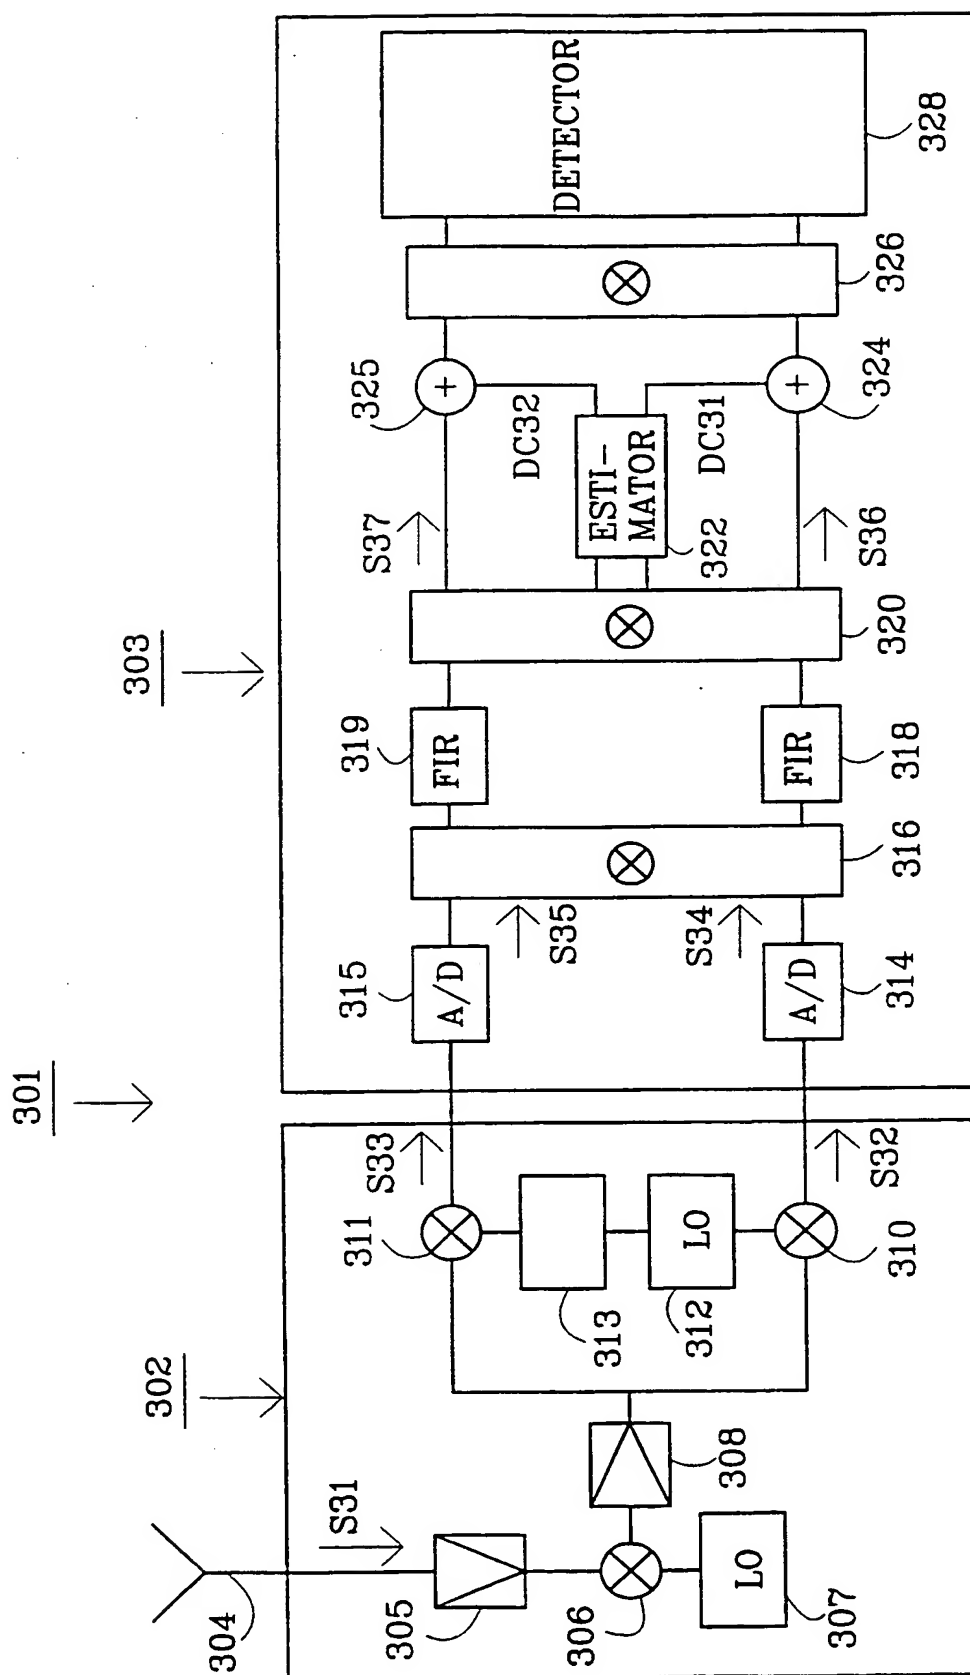 301
302
303
304
S31
305
306
LO
307
308
311
S33
313
LO
312
310
S32
315
A/D
S35
S34
A/D
314
316
319
FIR
FIR
318
320
S37
S36
ESTI-
MATOR
322
DC32
DC31
325
+
+
324
326
DETECTOR
328